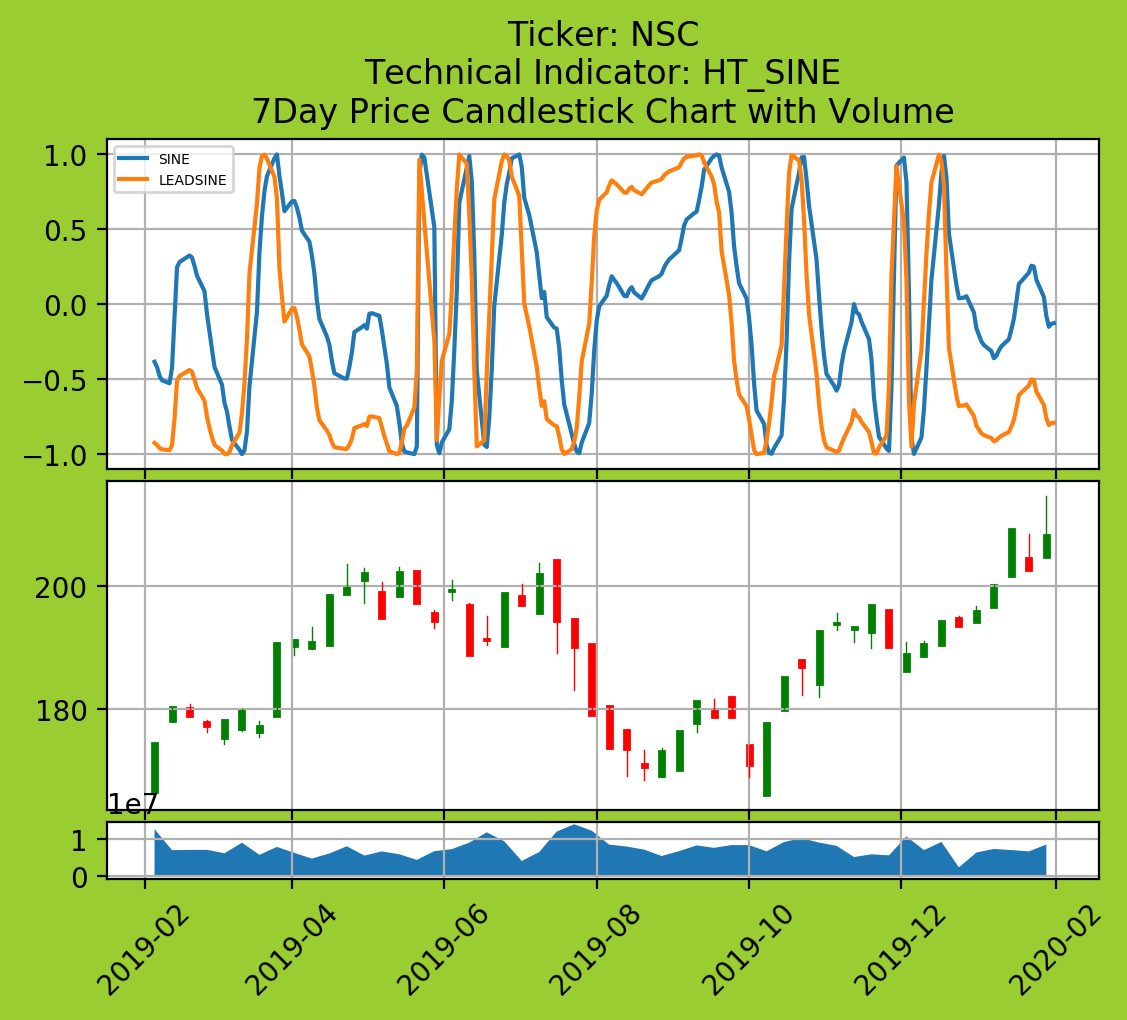 Ticker: NSC
Technical Indicator: HT_SINE
7Day Price Candlestick Chart with Volume
SINE
LEADSINE
1.0
0.5
0.0
−0.5
−1.0
200
180
1e7
1
0
2019-02
2019-04
2019-06
2019-08
2019-10
2019-12
2020-02